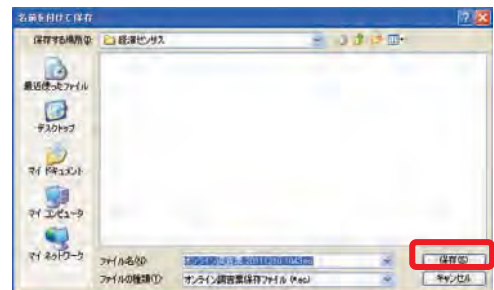 名前を付けて保存
保存する場所(I): 経済センサス
最近使ったファイル
デスクトップ
マイ ドキュメント
マイ コンピュータ
マイ ネットワーク
ファイル名(N):
保存(S)
ファイルの種類(T): オンライン調査票保存ファイル (*.ec)
キャンセル